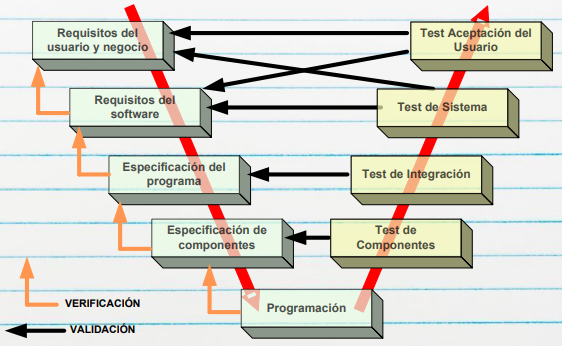 Requisitos del
usuario y negocio
Test Aceptación del
Usuario
Requisitos del
software
Test de Sistema
Especificación del
programa
Test de Integración
Especificación de
componentes
Test de
Componentes
Programación
VERIFICACIÓN
VALIDACIÓN